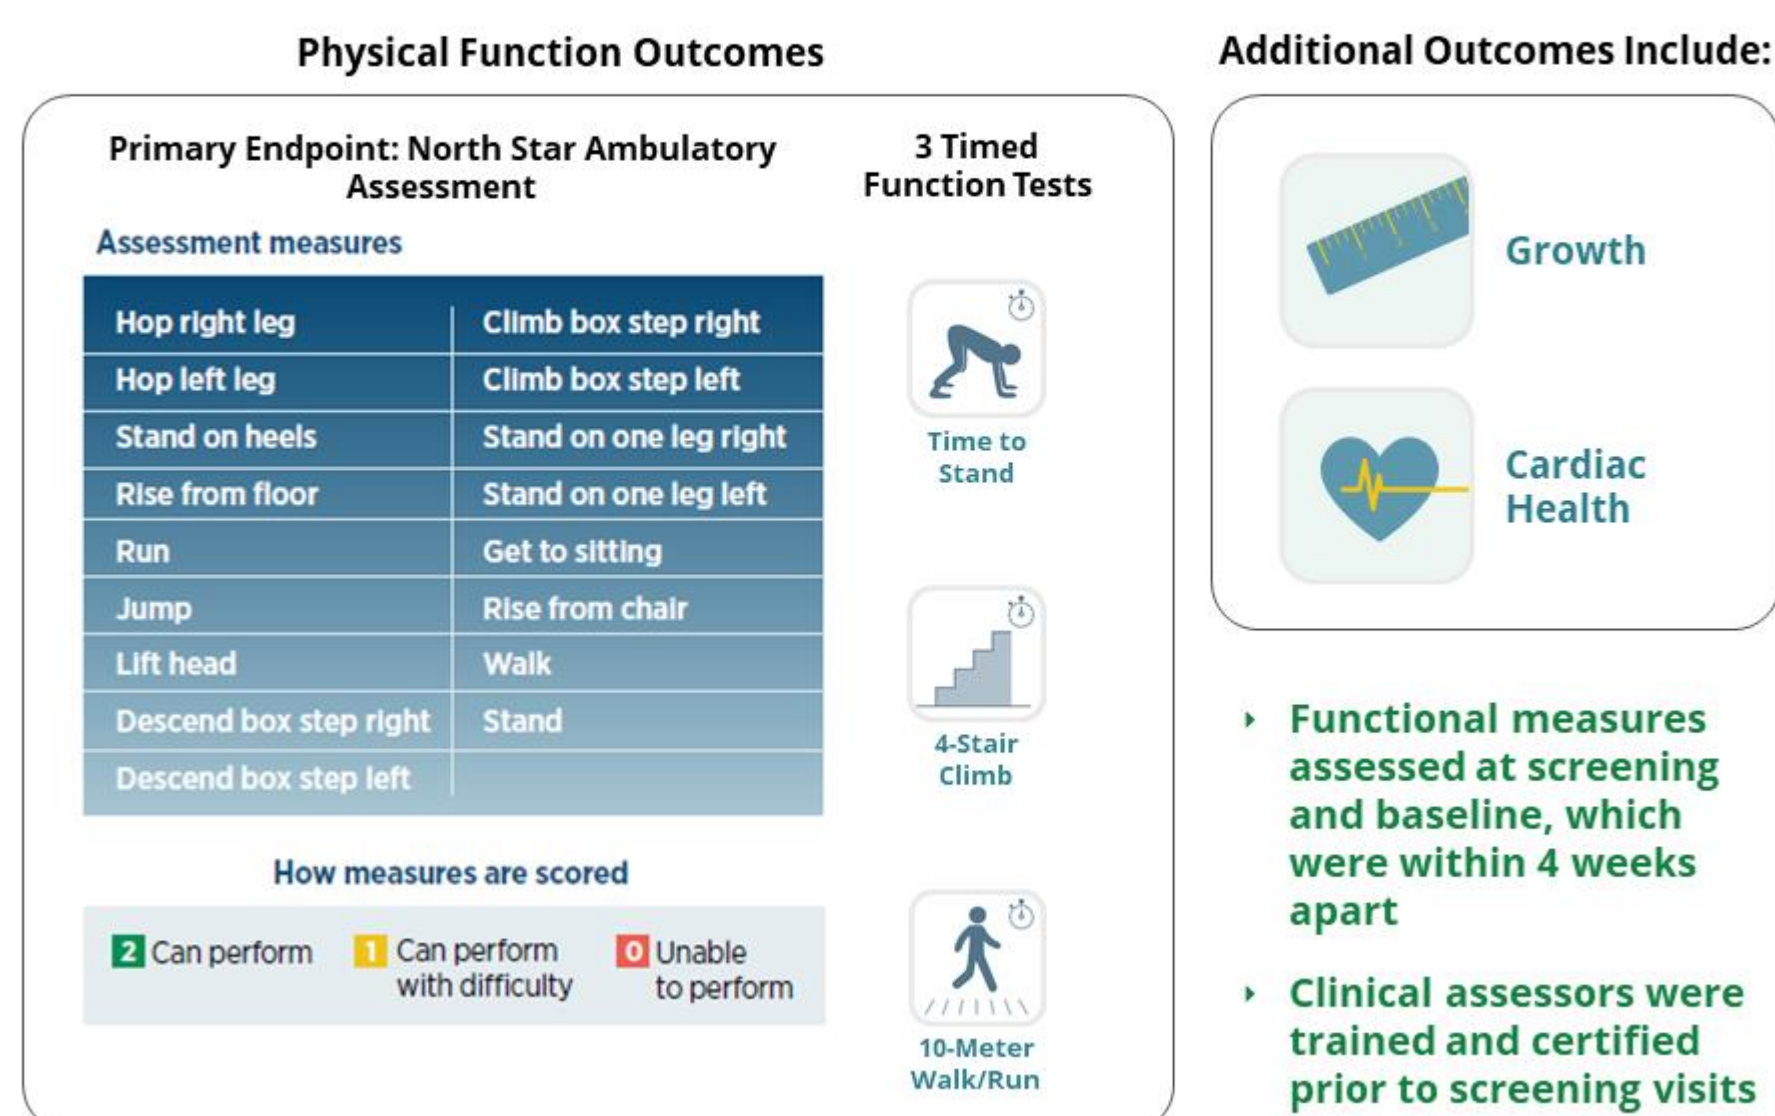 Physical Function Outcomes
Primary Endpoint: North Star Ambulatory
Assessment
Assessment measures
Hop right leg
Climb box step right
Hop left leg
Climb box step left
Stand on heels
Stand on one leg right
Rise from floor
Stand on one leg left
Run
Get to sitting
Jump
Rise from chair
Lift head
Walk
Descend box step right
Stand
Descend box step left
How measures are scored
2 Can perform
1 Can perform
with difficulty
0 Unable
to perform
3 Timed
Function Tests
Time to
Stand
4-Stair
Climb
10-Meter
Walk/Run
Additional Outcomes Include:
Growth
Cardiac
Health
Functional measures
assessed at screening
and baseline, which
were within 4 weeks
apart
Clinical assessors were
trained and certified
prior to screening visits